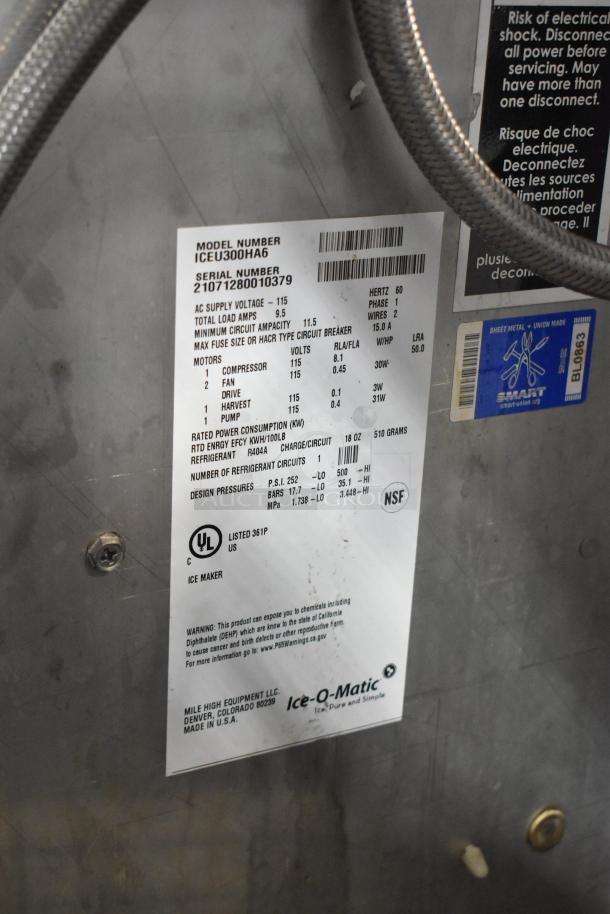 Risk of electrical
shock. Disconnec
all power before
servicing. May
have more than
one disconnect.
Risque de choc
electrique.
Deconnectez
utes les sources
limentation
proceder
age. Il
plusie
decon
MODEL NUMBER
ICEU300HA6
SERIAL NUMBER
21071280010379
AC SUPPLY VOLTAGE - 115 HERTZ 60
TOTAL LOAD AMPS 9.5 PHASE 1
MINIMUM CIRCUIT AMPACITY 11.5 WIRES 2
MAX FUSE SIZE OR HACR TYPE CIRCUIT BREAKER 15.0 A
MOTORS VOLTS RLA/FLA W/HP LRA
1 COMPRESSOR 115 8.1 50.0
2 FAN 115 0.45 30W
DRIVE
1 HARVEST 115 0.1 3W
1 PUMP 115 0.4 31W
RATED POWER CONSUMPTION (KW)
RTD ENRGY EFCY KWH/100LB
REFRIGERANT R404A CHARGE/CIRCUIT 18 OZ 510 GRAMS
NUMBER OF REFRIGERANT CIRCUITS 1
DESIGN PRESSURES P.S.I. 252 -LO 500 -HI
BARS 17.7 -LO 35.1 -HI
MPa 1.738 -LO 3.448 -HI
NSF
UL
C US
LISTED 361P
ICE MAKER
WARNING: This product can expose you to chemicals including
Diphthalate (DEHP) which are know to the state of California
to cause cancer and birth defects or other reproductive Harm.
For more information go to: www.P65Warnings.ca.gov
MILE HIGH EQUIPMENT LLC.
DENVER, COLORADO 80239
MADE IN U.S.A.
Ice-O-Matic
Ice. Pure and Simple
SHEET METAL • UNION MADE
SMART
smart-union.org
BL0863